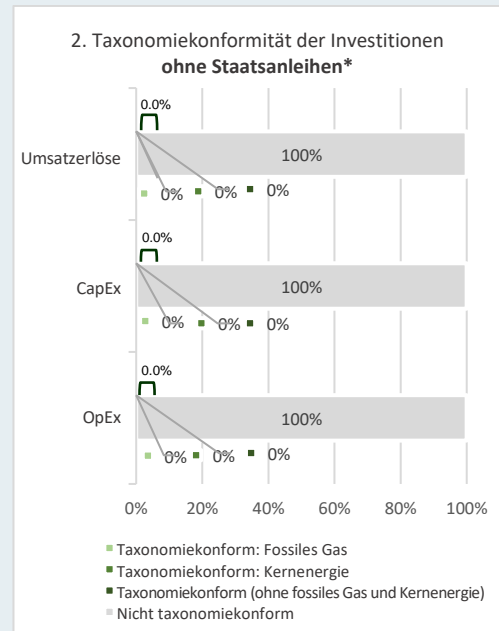 2. Taxonomiekonformität der Investitionen
ohne Staatsanleihen*
0.0%
Umsatzerlöse
100%
0% 0% 0%
0.0%
CapEx
100%
0% 0% 0%
0.0%
OpEx
100%
0% 0% 0%
0% 20% 40% 60% 80% 100%
Taxonomiekonform: Fossiles Gas
Taxonomiekonform: Kernenergie
Taxonomiekonform (ohne fossiles Gas und Kernenergie)
Nicht taxonomiekonform